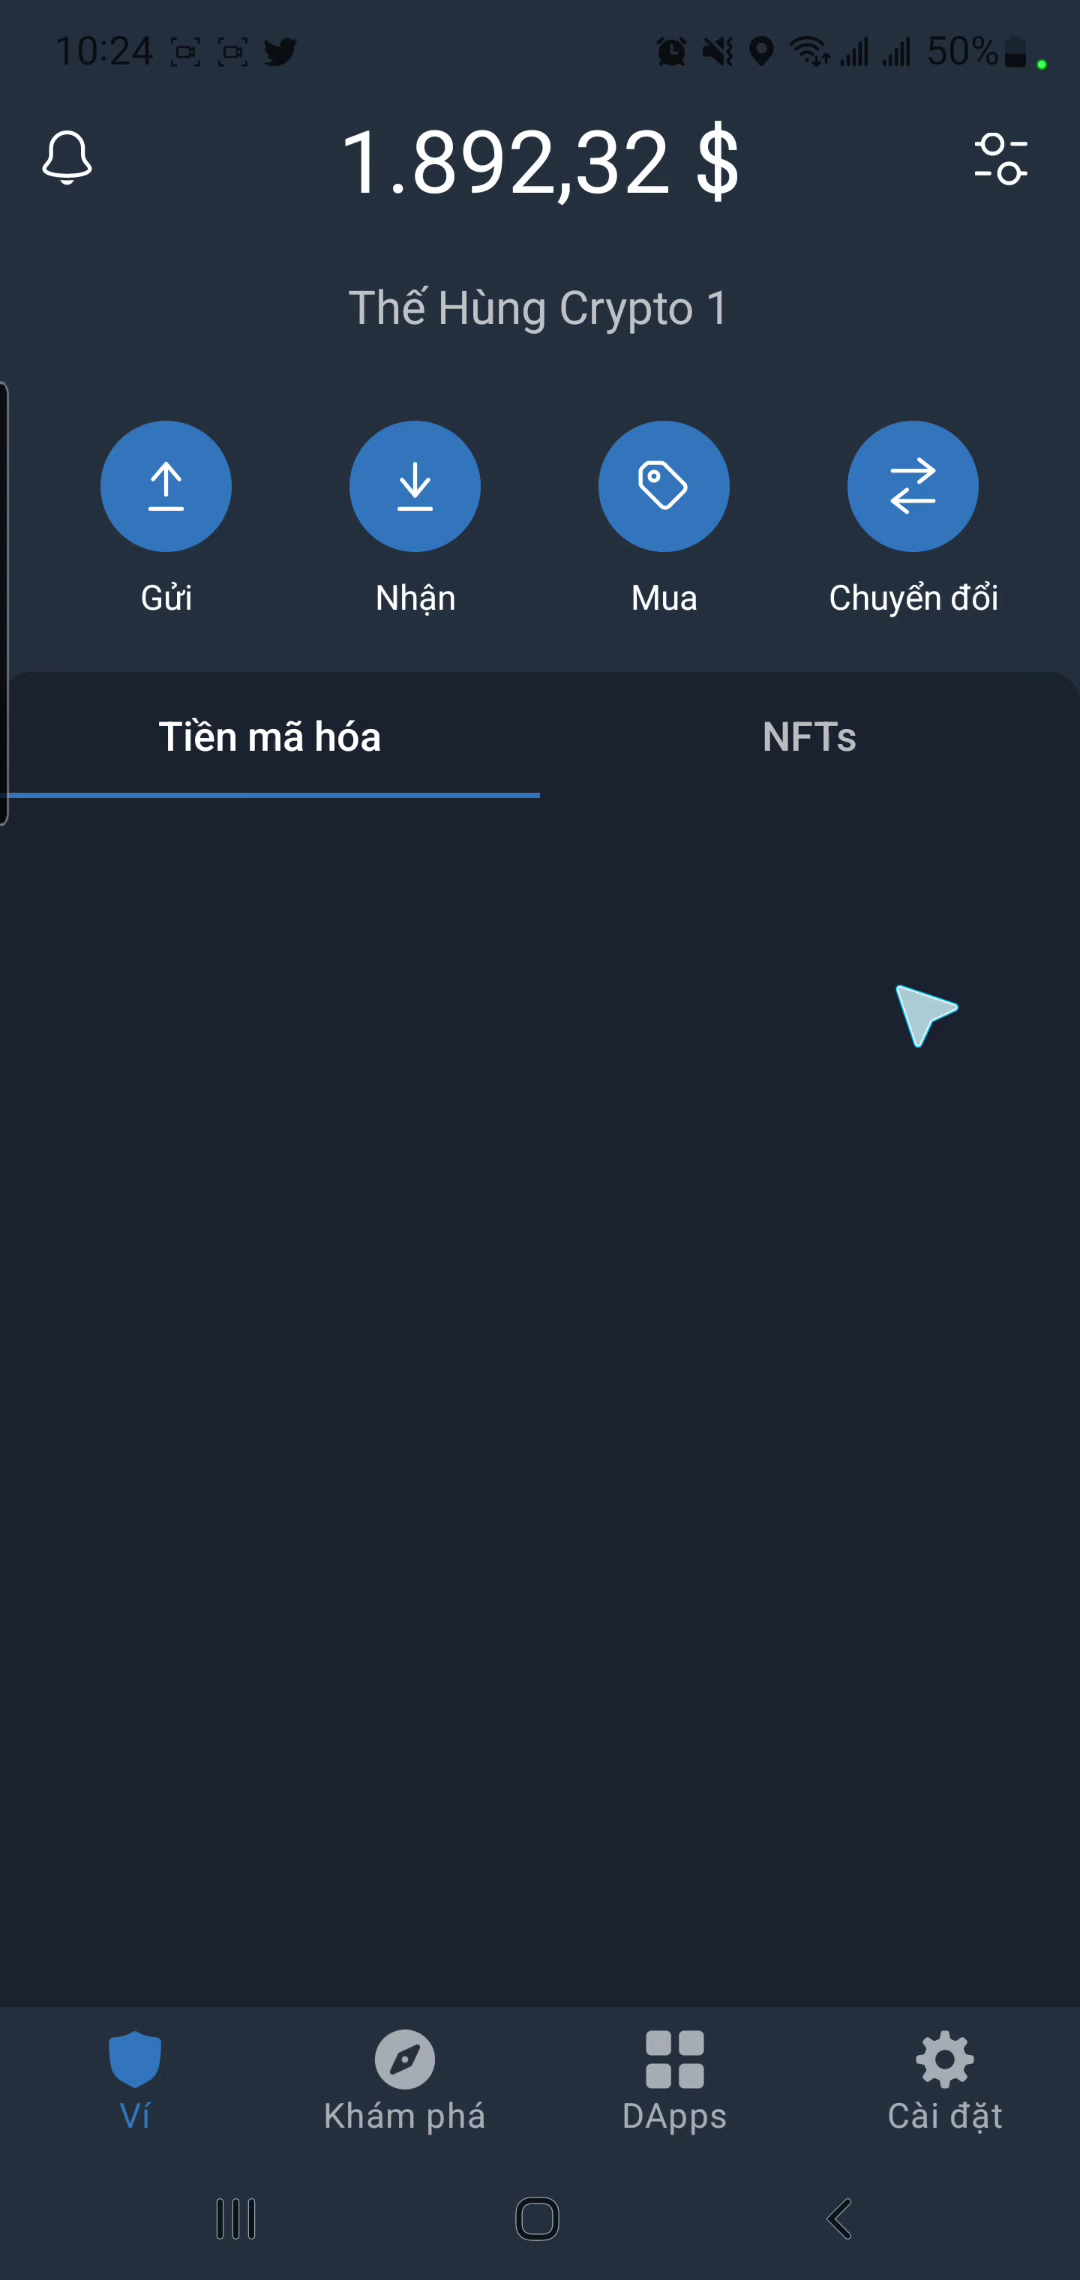 10:24
50%
1.892,32 $
Thế Hùng Crypto 1
Gửi
Nhận
Mua
Chuyển đổi
Tiền mã hóa
NFTs
Ví
Khám phá
DApps
Cài đặt